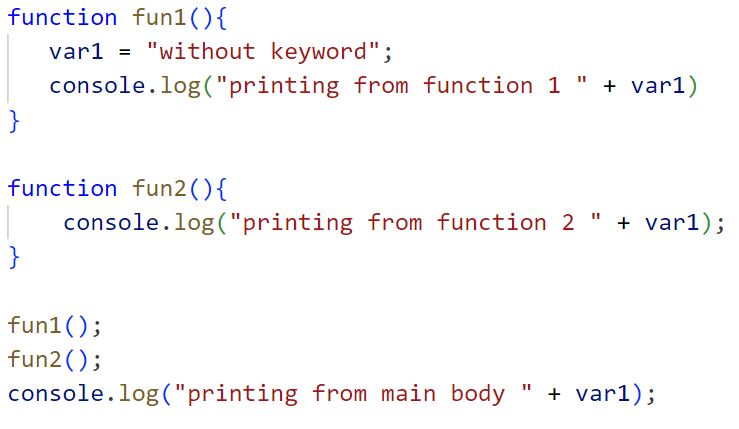 function fun1(){
   var1 = "without keyword";
   console.log("printing from function 1 " + var1)
}

function fun2(){
    console.log("printing from function 2 " + var1);
}

fun1();
fun2();
console.log("printing from main body " + var1);